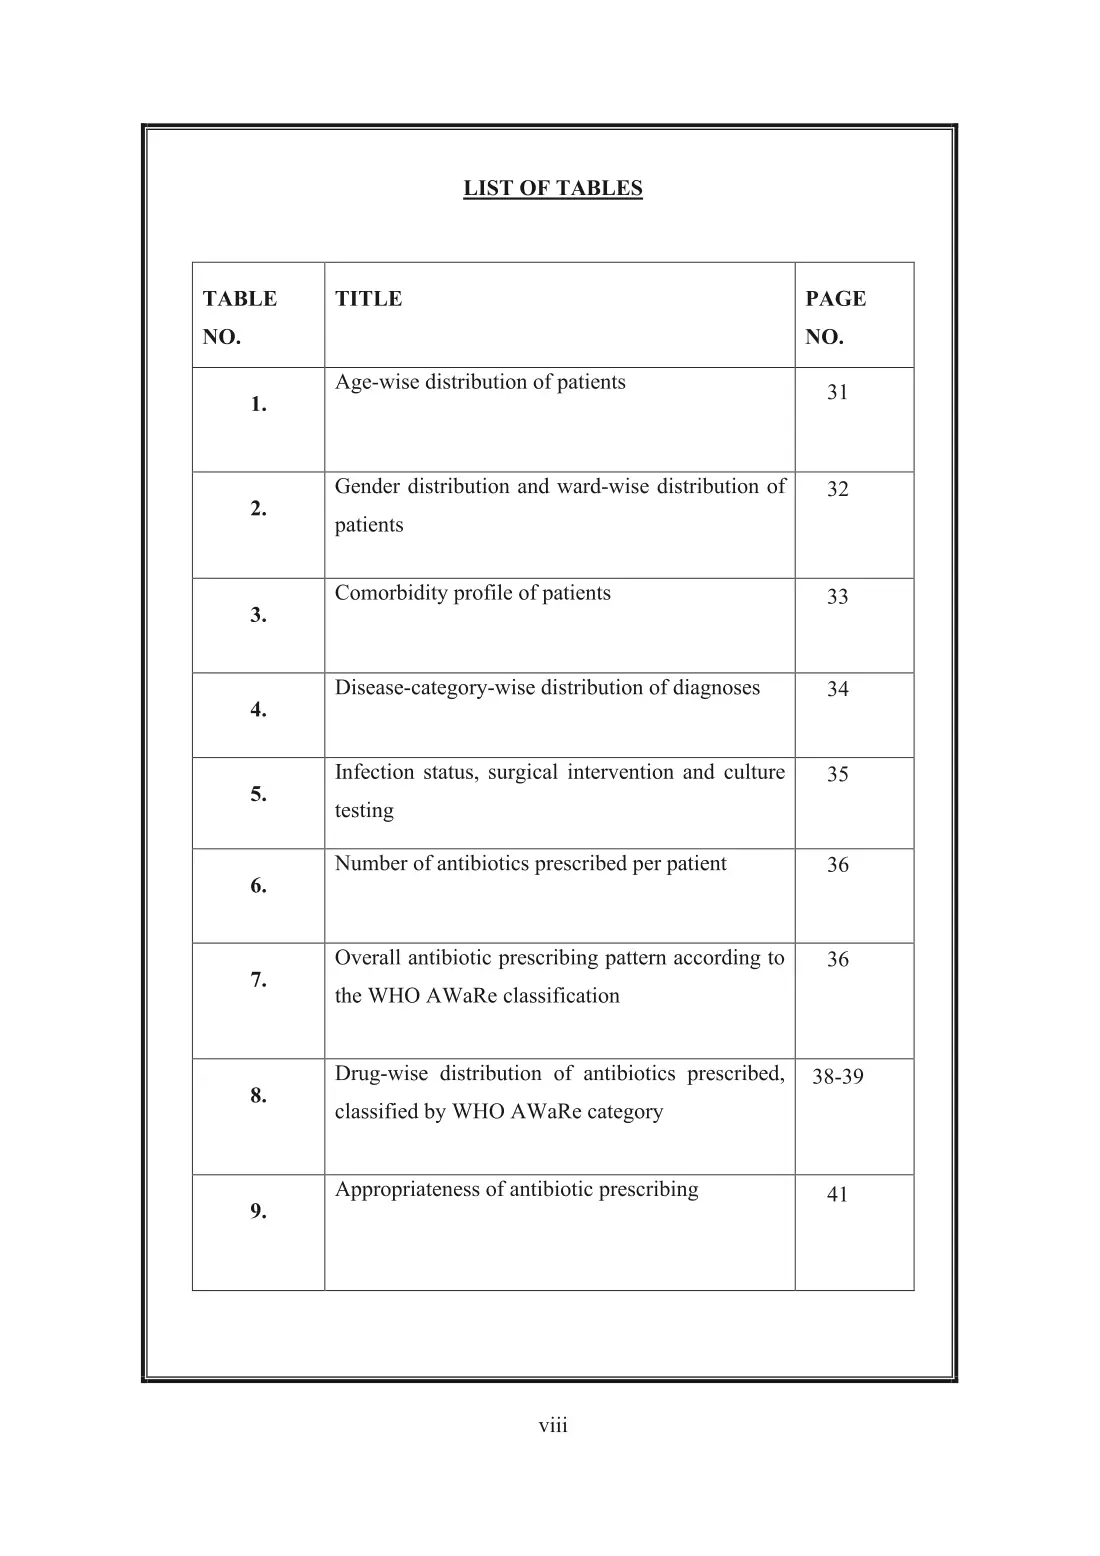 LIST OF TABLES
TABLE NO. TITLE PAGE NO.
1. Age-wise distribution of patients 31
2. Gender distribution and ward-wise distribution of
patients 32
3. Comorbidity profile of patients 33
4. Disease-category-wise distribution of diagnoses 34
5. Infection status, surgical intervention and culture
testing 35
6. Number of antibiotics prescribed per patient 36
7. Overall antibiotic prescribing pattern according to
the WHO AWaRe classification 36
8. Drug-wise distribution of antibiotics prescribed,
classified by WHO AWaRe category 38-39
9. Appropriateness of antibiotic prescribing 41
viii